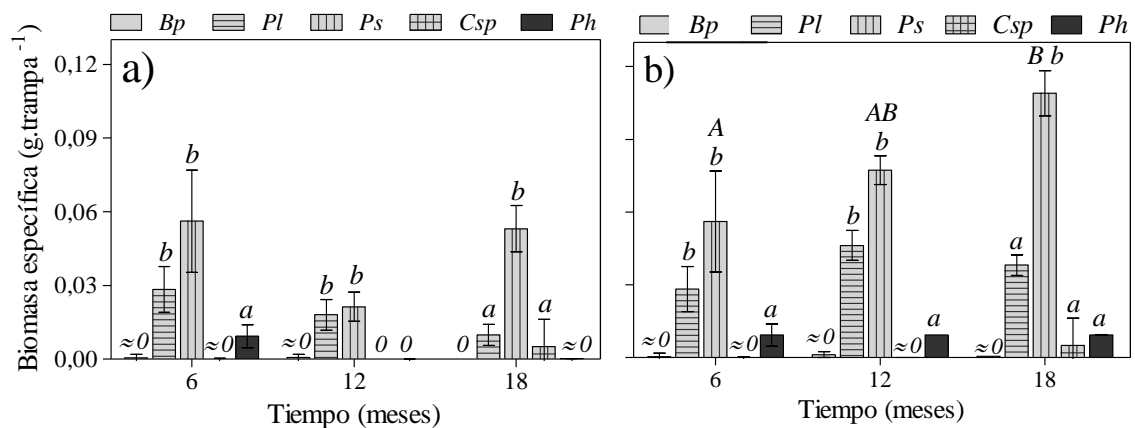 Bp Pl Ps Csp Ph
Bp Pl Ps Csp Ph
Biomasa específica (g.trampa -1)
0,12
0,09
0,06
0,03
0,00
a)
≈0 b b ≈0 a
≈0 b b 0 0
0 a b a 0
6 12 18
Tiempo (meses)
b)
A
≈0 b b ≈0 a
AB
≈0 b b ≈0 a
B b
≈0 a a a
6 12 18
Tiempo (meses)